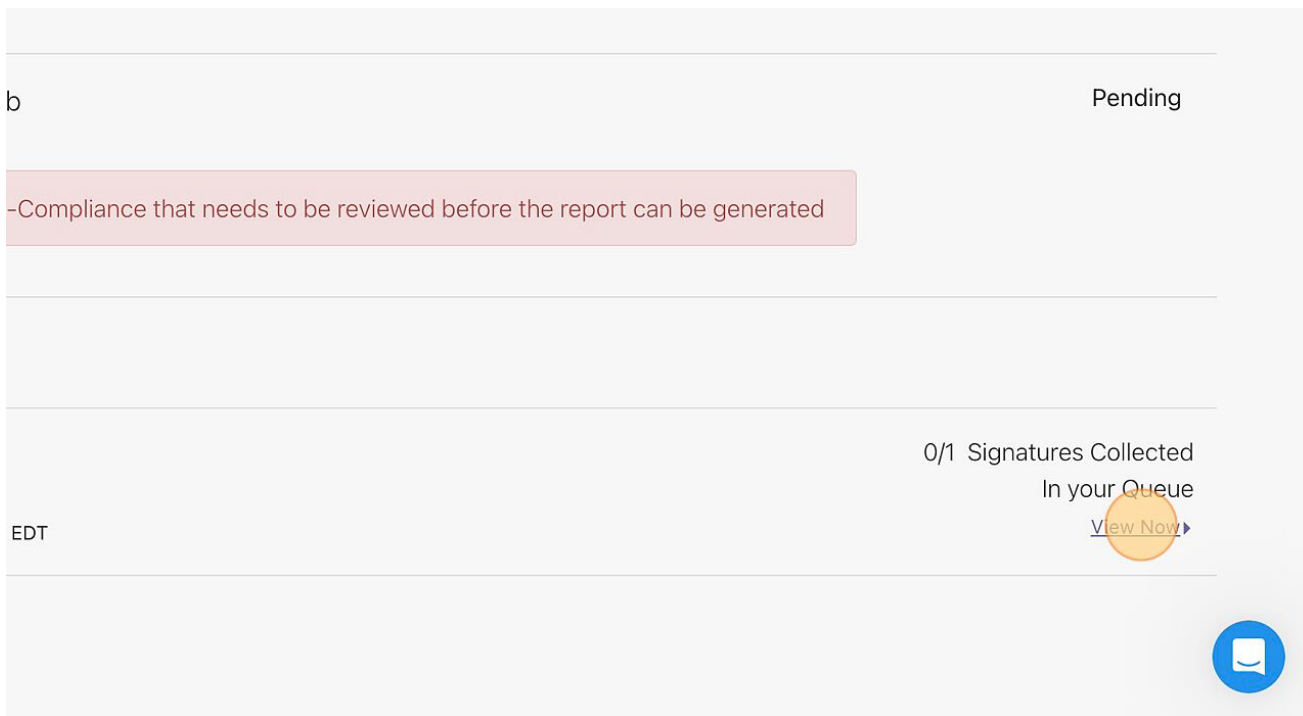 b
Pending
-Compliance that needs to be reviewed before the report can be generated
0/1 Signatures Collected
In your Queue
EDT
View Now